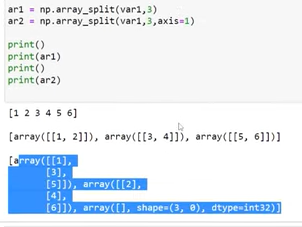 ar1 = np.array_split(var1,3)
ar2 = np.array_split(var1,3,axis=1)
print()
print(ar1)
print()
print(ar2)
[1 2 3 4 5 6]
[array([[1, 2]]), array([[3, 4]]), array([[5, 6]])]
[array([[1],
[3],
[5]]), array([[2],
[4],
[6]]), array([], shape=(3, 0), dtype=int32)]